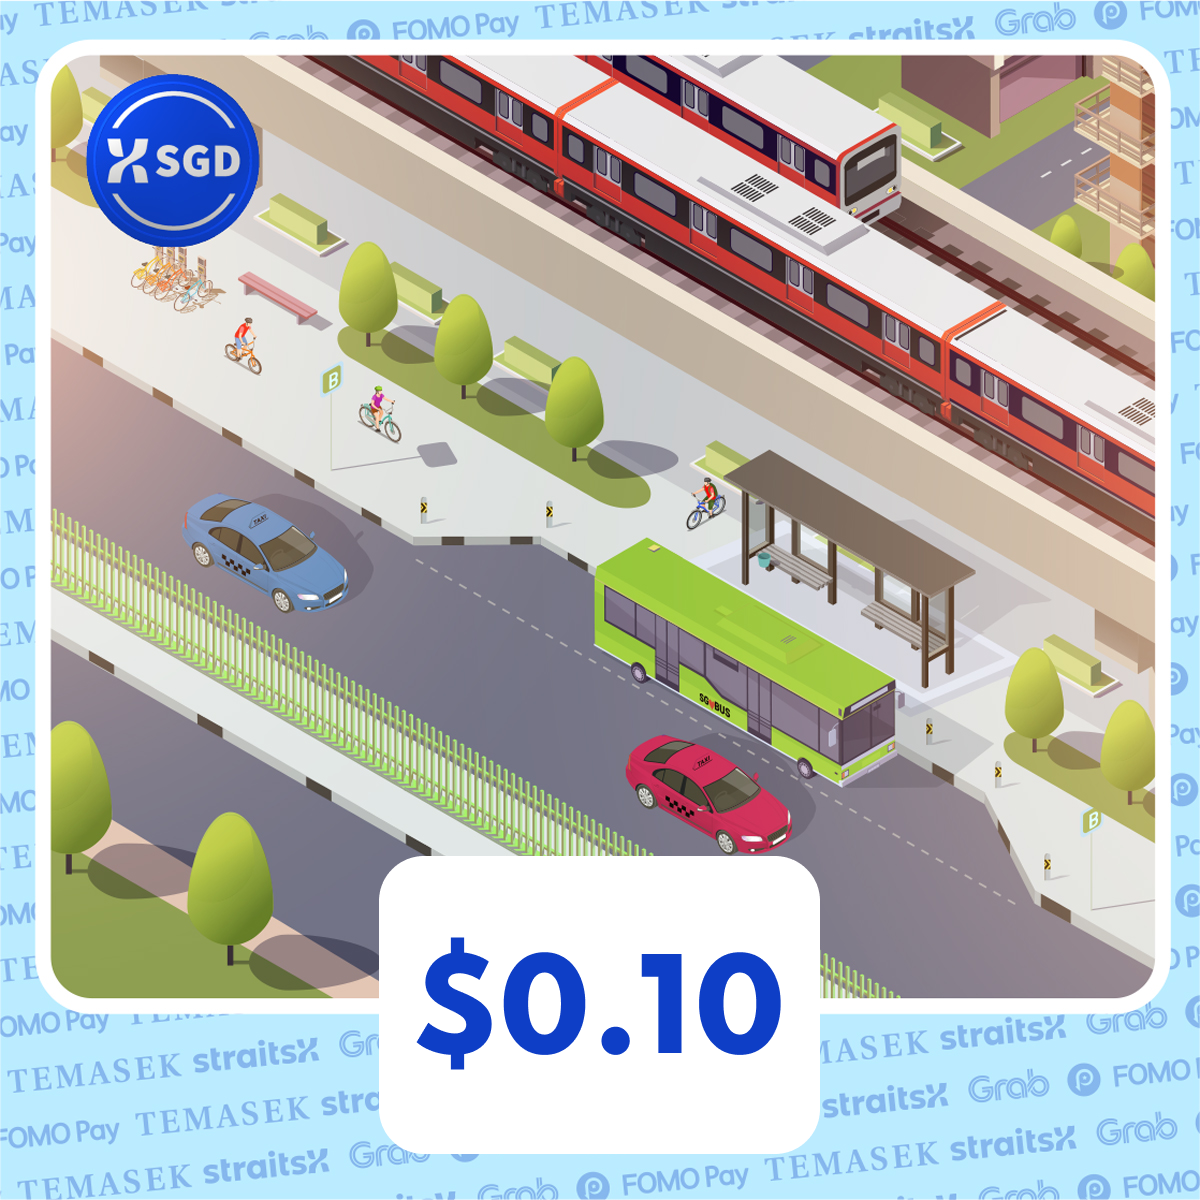 XSGD
B
TAXI
SG♥BUS
TAXI
B
$0.10
TEMASEK straitsX Grab FOMO Pay